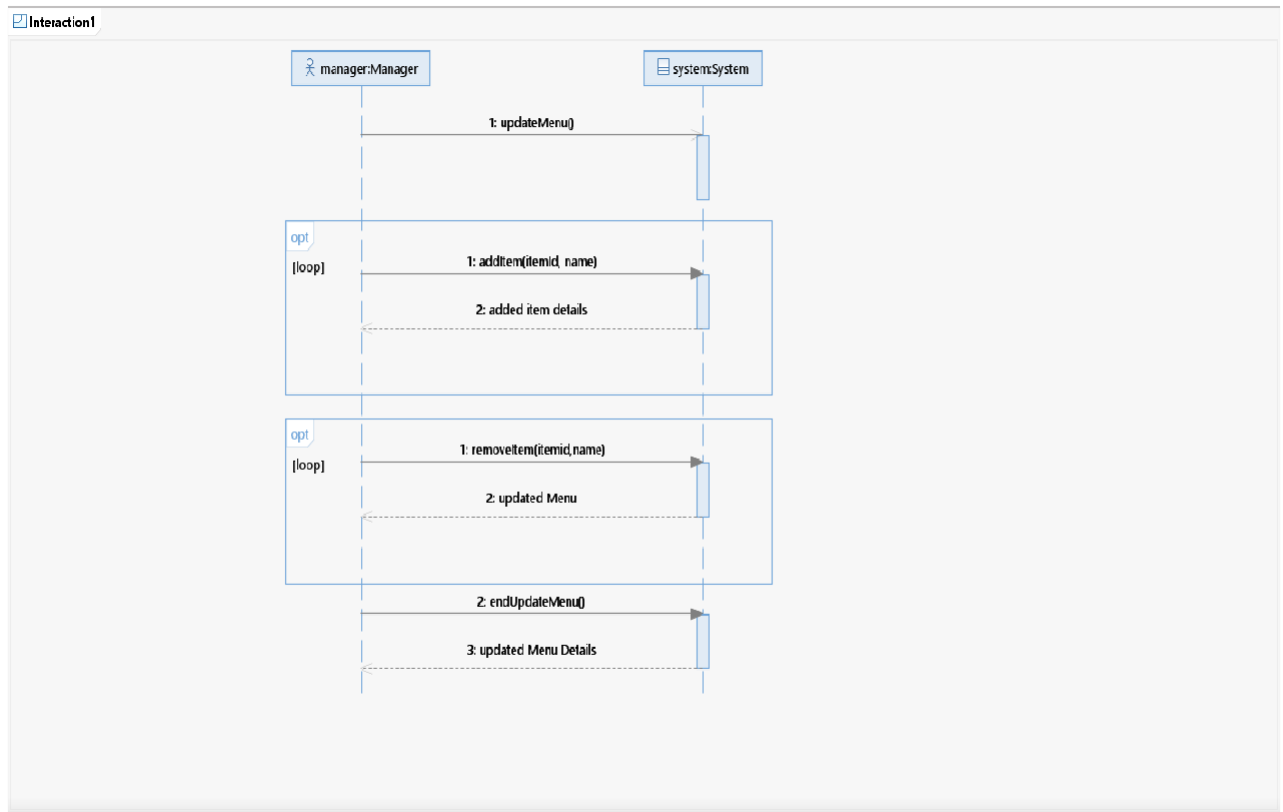 Interaction1
manager:Manager
system:System
1: updateMenu()
opt
[loop]
1: addItem(itemId, name)
2: added item details
opt
[loop]
1: removeItem(itemid,name)
2: updated Menu
2: endUpdateMenu()
3: updated Menu Details